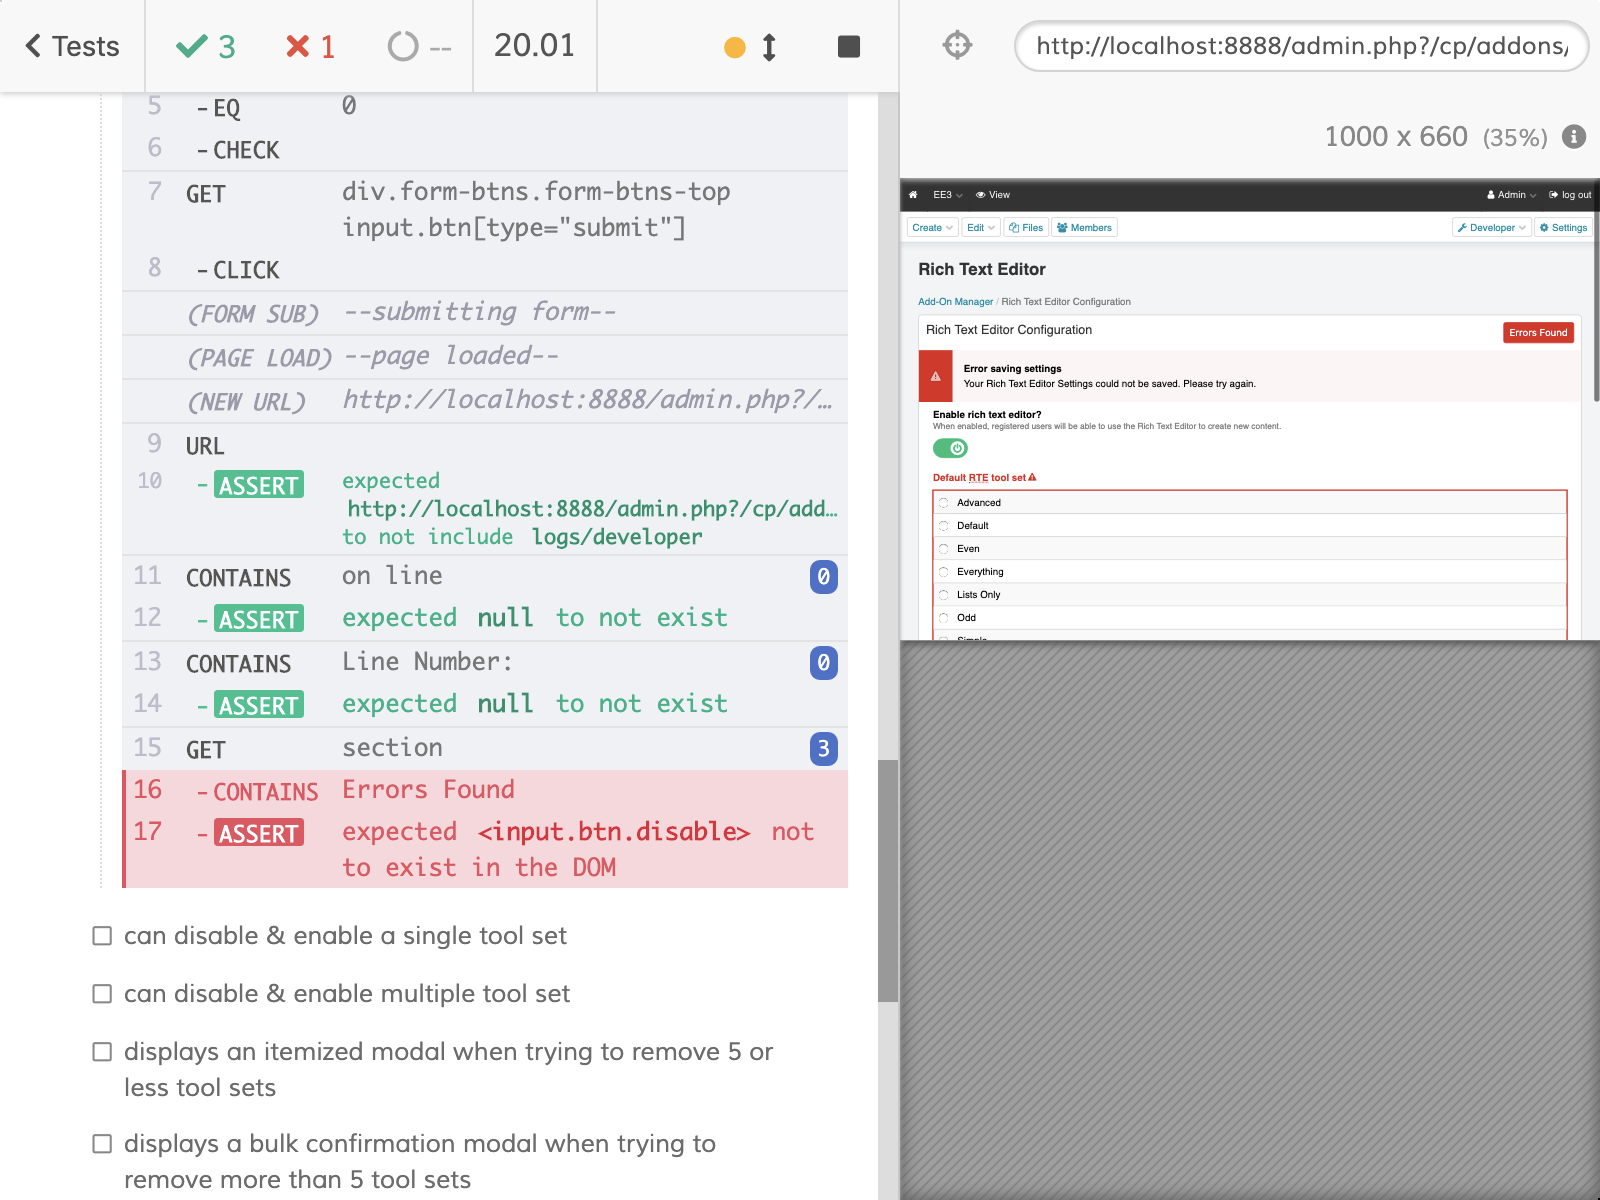 Tests
3
1
--
20.01
http://localhost:8888/admin.php?/cp/addons/
1000 x 660 (35%)
5 - EQ 0
6 - CHECK
7 GET div.form-btns.form-btns-top
input.btn[type="submit"]
8 - CLICK
(FORM SUB) --submitting form--
(PAGE LOAD) --page loaded--
(NEW URL) http://localhost:8888/admin.php?/…
9 URL
10 - ASSERT expected
http://localhost:8888/admin.php?/cp/add…
to not include logs/developer
11 CONTAINS on line 0
12 - ASSERT expected null to not exist
13 CONTAINS Line Number: 0
14 - ASSERT expected null to not exist
15 GET section 3
16 - CONTAINS Errors Found
17 - ASSERT expected <input.btn.disable> not
to exist in the DOM
can disable & enable a single tool set
can disable & enable multiple tool set
displays an itemized modal when trying to remove 5 or
less tool sets
displays a bulk confirmation modal when trying to
remove more than 5 tool sets
EE3 View Admin log out
Create Edit Files Members Developer Settings
Rich Text Editor
Add-On Manager / Rich Text Editor Configuration
Rich Text Editor Configuration Errors Found
Error saving settings
Your Rich Text Editor Settings could not be saved. Please try again.
Enable rich text editor?
When enabled, registered users will be able to use the Rich Text Editor to create new content.
Default RTE tool set
Advanced
Default
Even
Everything
Lists Only
Odd
Simple